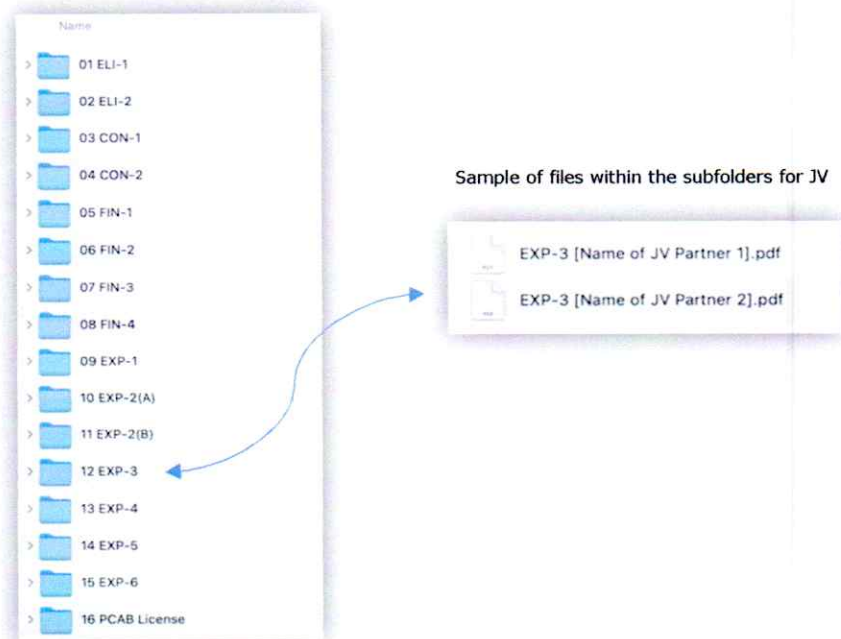 Name
01 ELI-1
02 ELI-2
03 CON-1
04 CON-2
05 FIN-1
06 FIN-2
07 FIN-3
08 FIN-4
09 EXP-1
10 EXP-2(A)
11 EXP-2(B)
12 EXP-3
13 EXP-4
14 EXP-5
15 EXP-6
16 PCAB License
Sample of files within the subfolders for JV
EXP-3 [Name of JV Partner 1].pdf
EXP-3 [Name of JV Partner 2].pdf